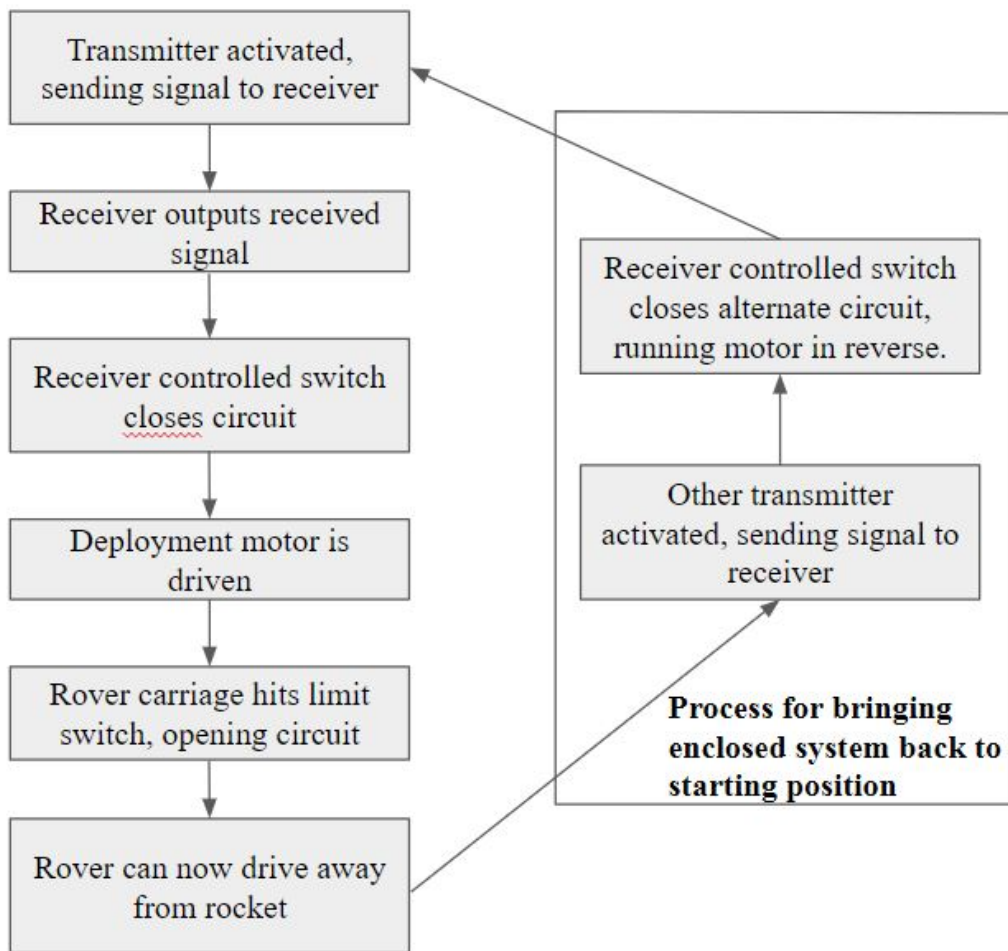 Transmitter activated,
sending signal to receiver
Receiver outputs received
signal
Receiver controlled switch
closes circuit
Deployment motor is
driven
Rover carriage hits limit
switch, opening circuit
Rover can now drive away
from rocket
Other transmitter
activated, sending signal to
receiver
Receiver controlled switch
closes alternate circuit,
running motor in reverse.
Process for bringing
enclosed system back to
starting position